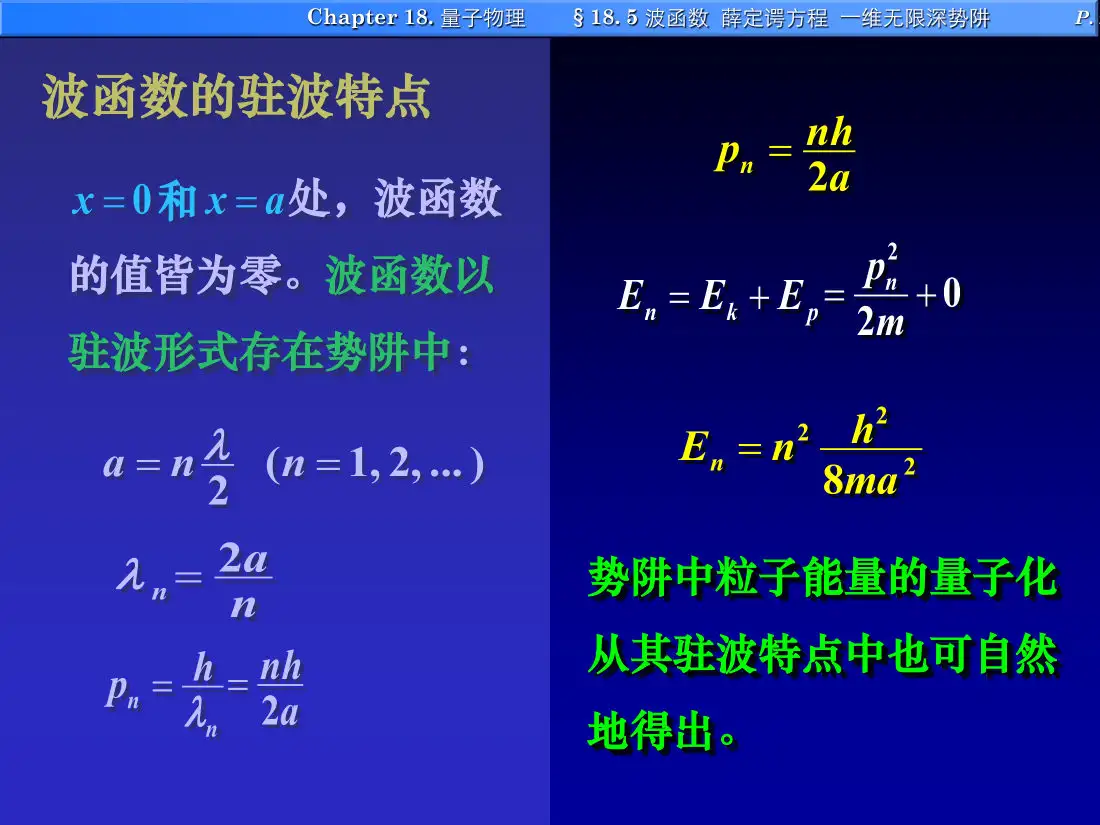 Chapter 18. 量子物理 § 18. 5 波函数 薛定谔方程 一维无限深势阱 P.
波函数的驻波特点
x = 0 和 x = a 处，波函数
的值皆为零。波函数以
驻波形式存在势阱中：
a = n λ/2 (n = 1, 2, ... )
λ_n = 2a/n
p_n = h/λ_n = nh/2a
p_n = nh/2a
E_n = E_k + E_p = p_n^2/2m + 0
E_n = n^2 h^2/8ma^2
势阱中粒子能量的量子化
从其驻波特点中也可自然
地得出。